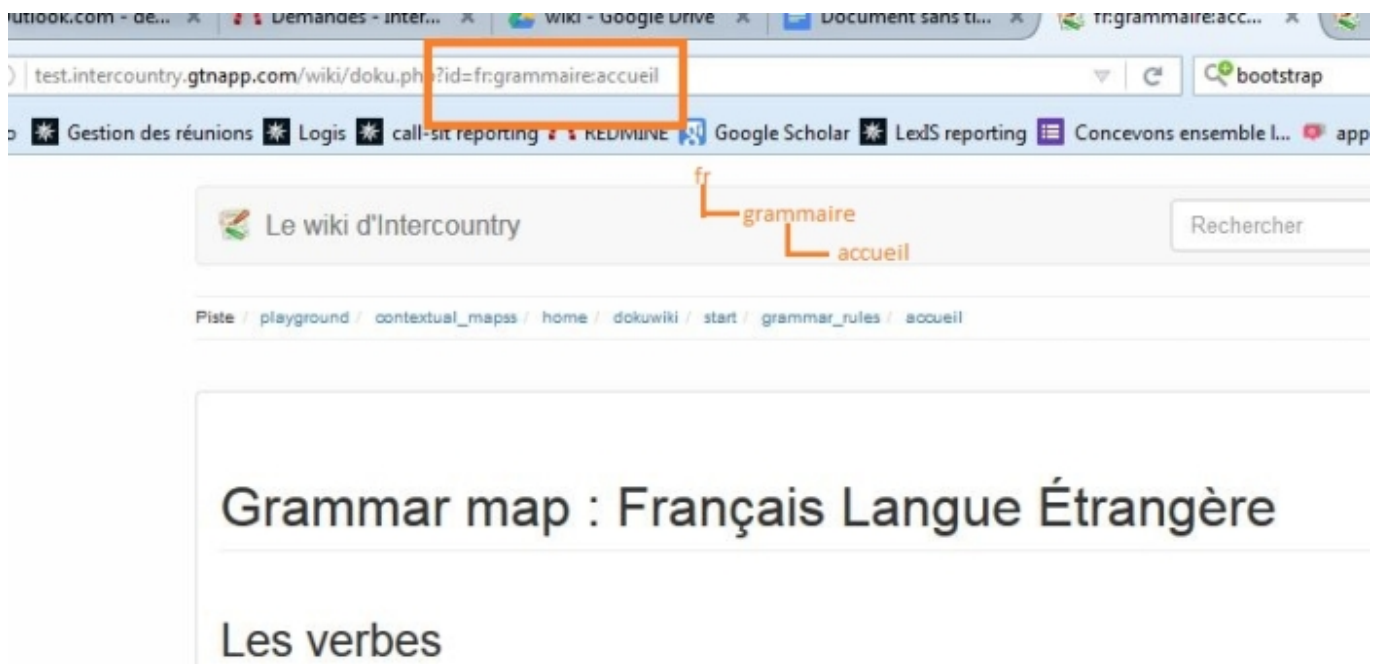 outlook.com - de... Demandes - Inter... wiki - Google Drive Document sans ti... fr:grammaire:acc...
test.intercountry.gtnapp.com/wiki/doku.php?id=fr:grammaire:accueil bootstrap
Gestion des réunions Logis call-sit reporting REDMINE Google Scholar LexIS reporting Concevons ensemble l... app
fr
Le wiki d'Intercountry grammaire Rechercher
accueil
Piste / playground / contextual_mapss / home / dokuwiki / start / grammar_rules / accueil
Grammar map : Français Langue Étrangère
Les verbes